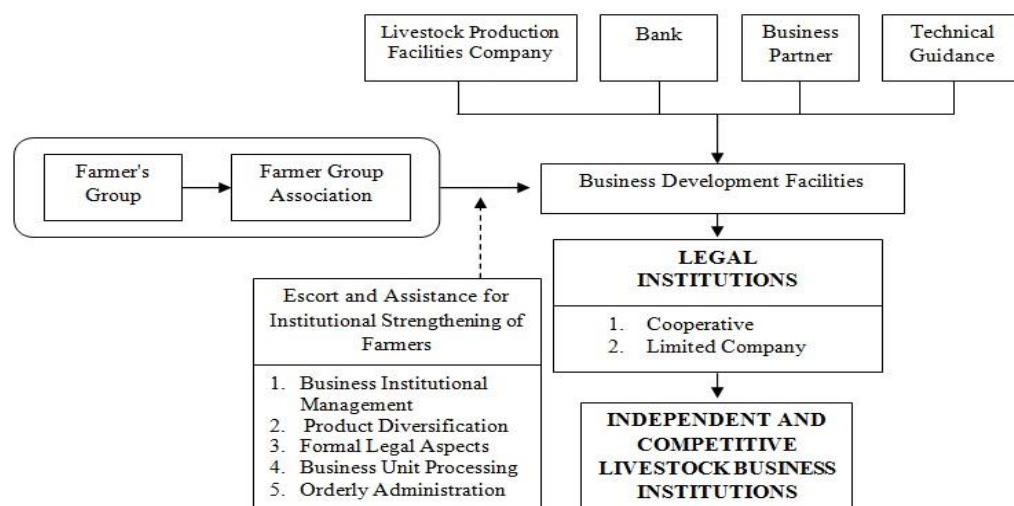 Livestock Production
Facilities Company
Bank
Business
Partner
Technical
Guidance
Farmer's
Group
Farmer Group
Association
Business Development Facilities
LEGAL
INSTITUTIONS
1. Cooperative
2. Limited Company
Escort and Assistance for
Institutional Strengthening of
Farmers
1. Business Institutional
Management
2. Product Diversification
3. Formal Legal Aspects
4. Business Unit Processing
5. Orderly Administration
INDEPENDENT AND
COMPETITIVE
LIVESTOCK BUSINESS
INSTITUTIONS